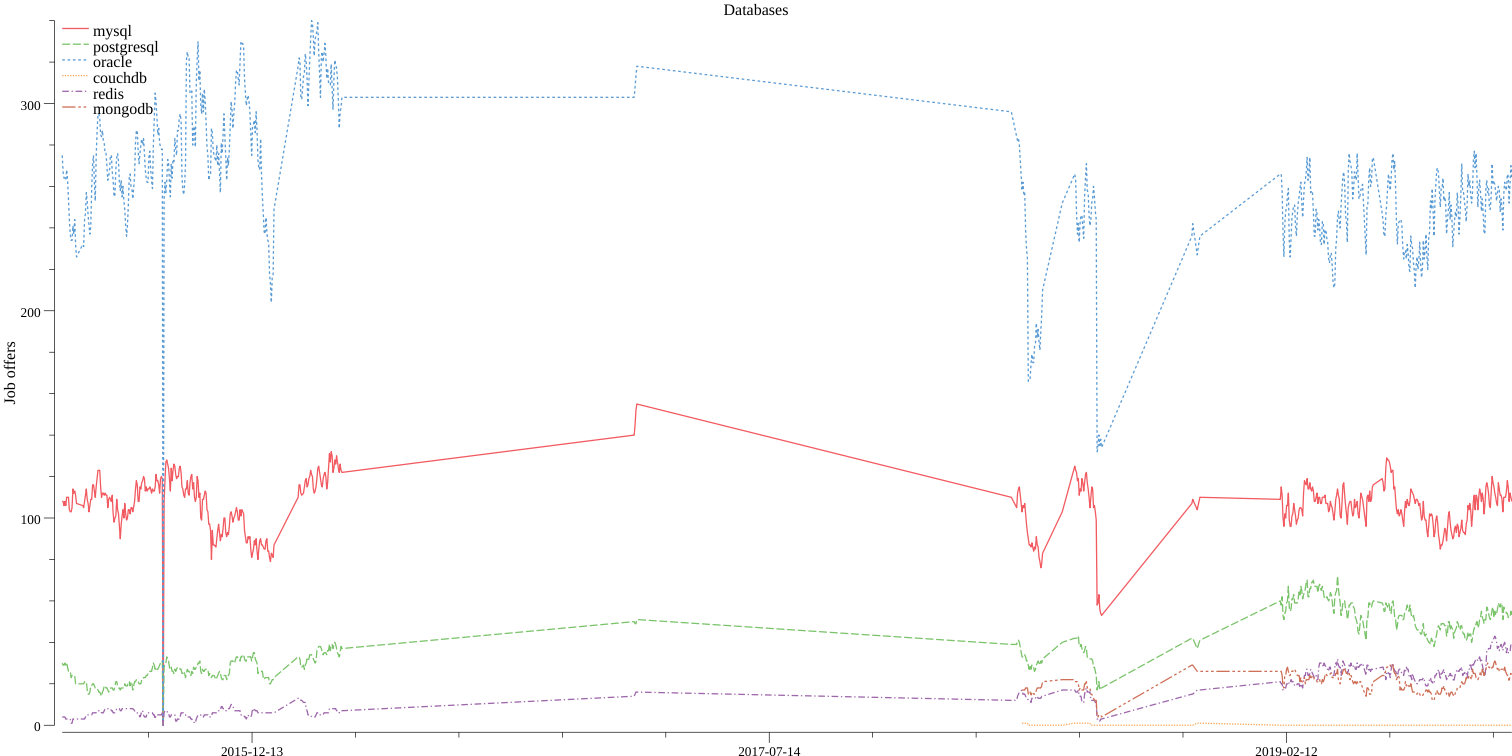 Databases
mysql
postgresql
oracle
couchdb
redis
mongodb
300
200
100
0
Job offers
2015-12-13
2017-07-14
2019-02-12